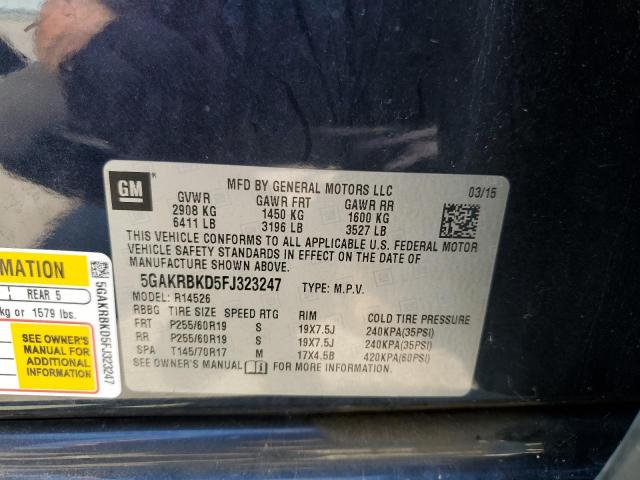 GM
MFD BY GENERAL MOTORS LLC
03/15
GVWR GAWR FRT GAWR RR
2908 KG 1450 KG 1600 KG
6411 LB 3196 LB 3527 LB
THIS VEHICLE CONFORMS TO ALL APPLICABLE U.S. FEDERAL MOTOR
VEHICLE SAFETY STANDARDS IN EFFECT ON THE DATE OF
MANUFACTURE SHOWN ABOVE.
5GAKRBKD5FJ323247 TYPE: M.P.V.
MODEL: R14526
RBBG TIRE SIZE SPEED RTG RIM COLD TIRE PRESSURE
FRT P255/60R19 S 19X7.5J 240KPA(35PSI)
RR P255/60R19 S 19X7.5J 240KPA(35PSI)
SPA T145/70R17 M 17X4.5B 420KPA(60PSI)
SEE OWNER'S MANUAL FOR MORE INFORMATION.
REAR 5
kg or 1579 lbs.
SEE OWNER'S
MANUAL FOR
ADDITIONAL
INFORMATION
5GAKRBKD5FJ323247